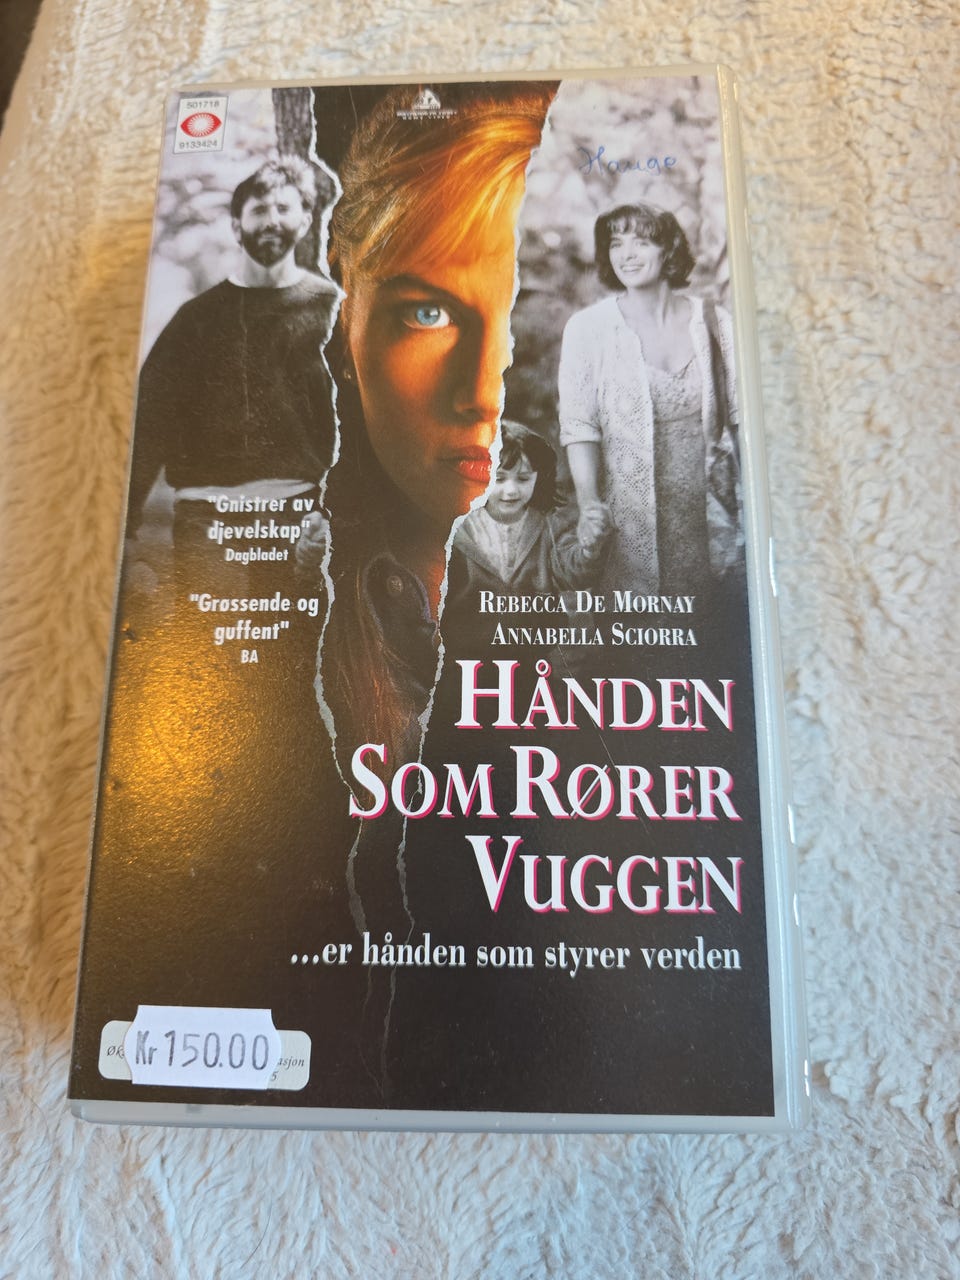 501718
9133424
Hauge
"Gnistrer av
djevelskap"
Dagbladet
"Grøssende og
guffent"
BA
REBECCA DE MORNAY
ANNABELLA SCIORRA
HÅNDEN
SOM RØRER
VUGGEN
...er hånden som styrer verden
Kr 150.00
5